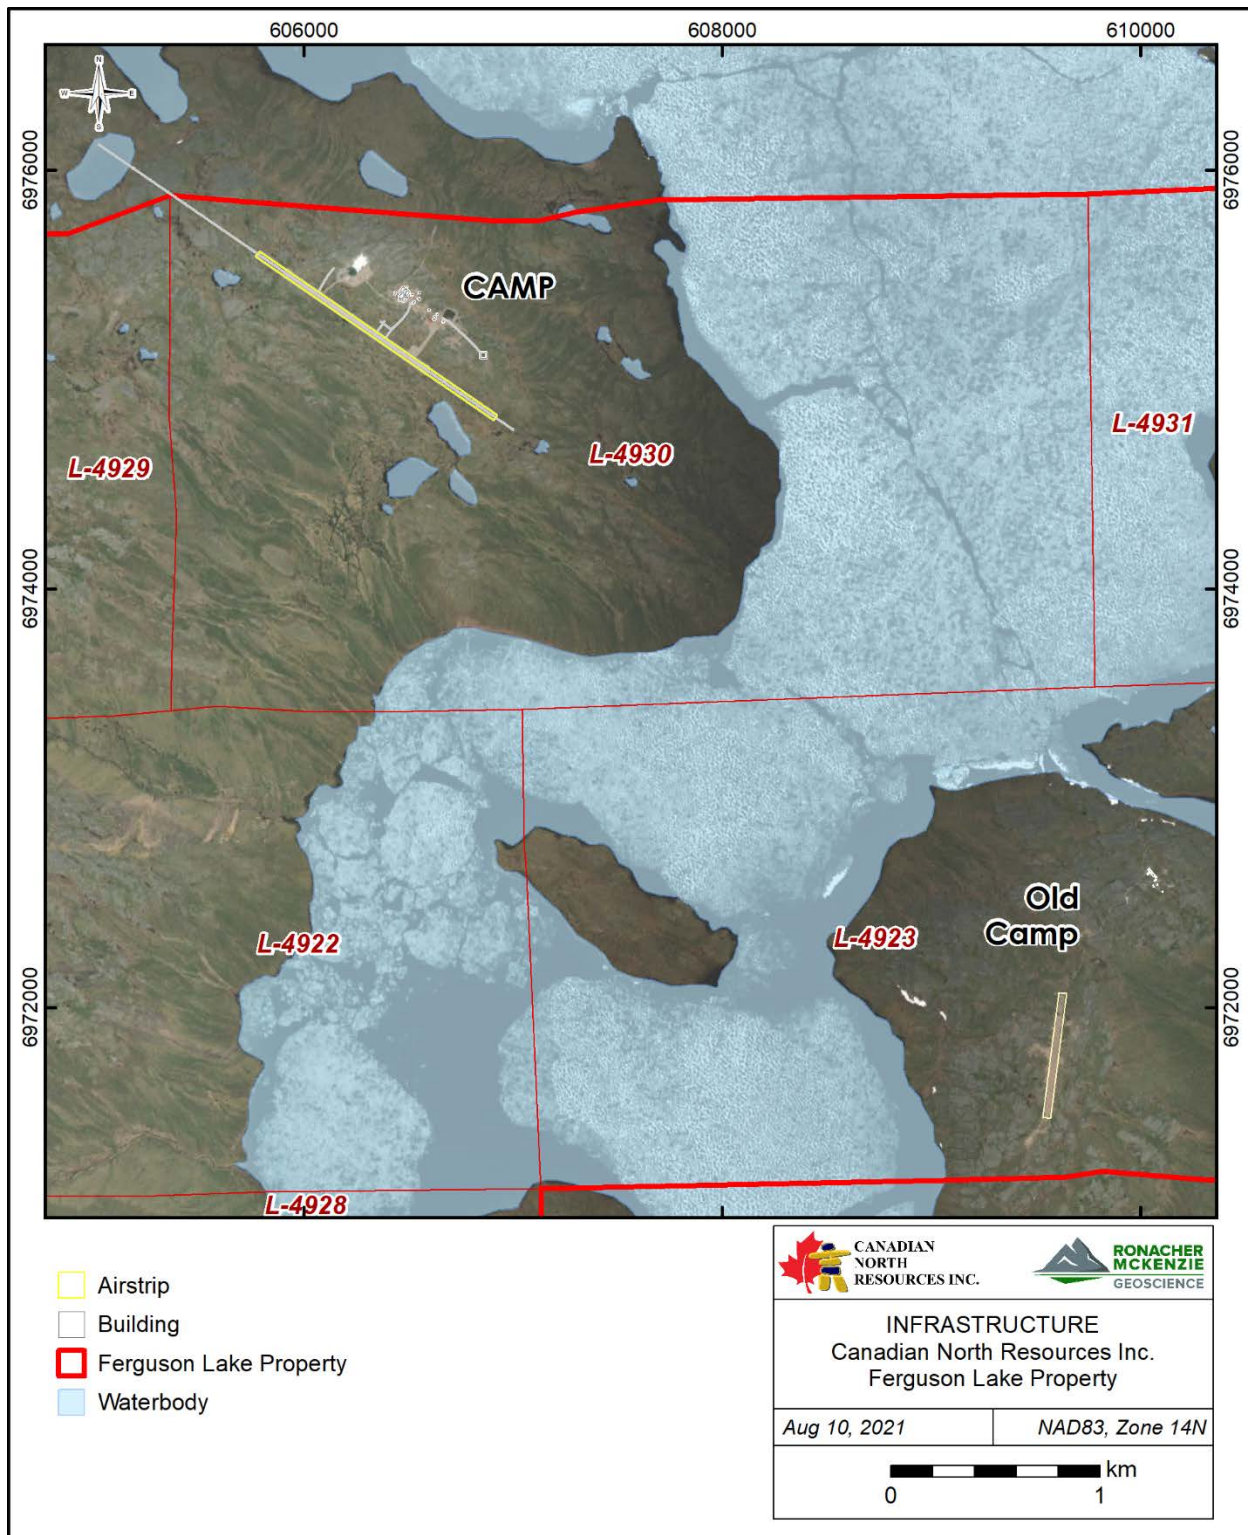 606000
608000
610000
N
W
E
S
6976000
6976000
CAMP
L-4931
L-4930
L-4929
6974000
6974000
Old
Camp
L-4922
L-4923
6972000
6972000
L-4928
Airstrip
Building
Ferguson Lake Property
Waterbody
CANADIAN
NORTH
RESOURCES INC.
RONACHER
MCKENZIE
GEOSCIENCE
INFRASTRUCTURE
Canadian North Resources Inc.
Ferguson Lake Property
Aug 10, 2021
NAD83, Zone 14N
km
0 1